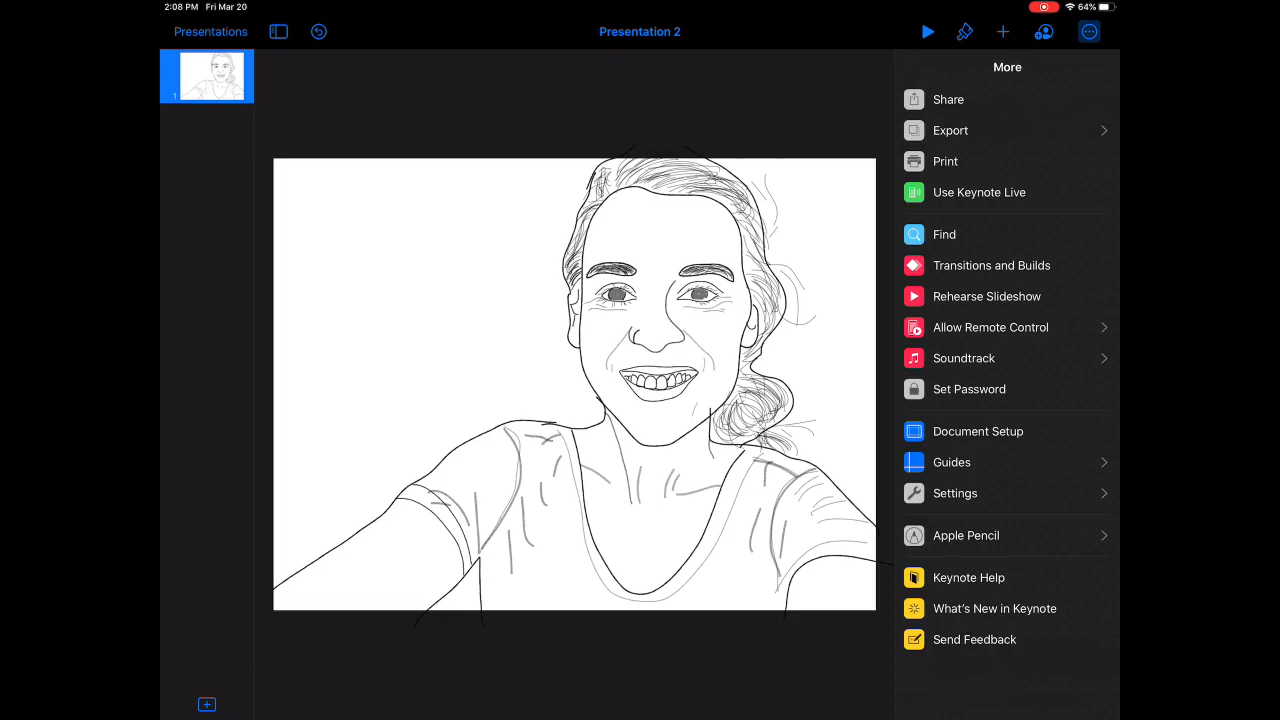 2:08 PM Fri Mar 20
64%
Presentations
Presentation 2
1
More
Share
Export
Print
Use Keynote Live
Find
Transitions and Builds
Rehearse Slideshow
Allow Remote Control
Soundtrack
Set Password
Document Setup
Guides
Settings
Apple Pencil
Keynote Help
What's New in Keynote
Send Feedback